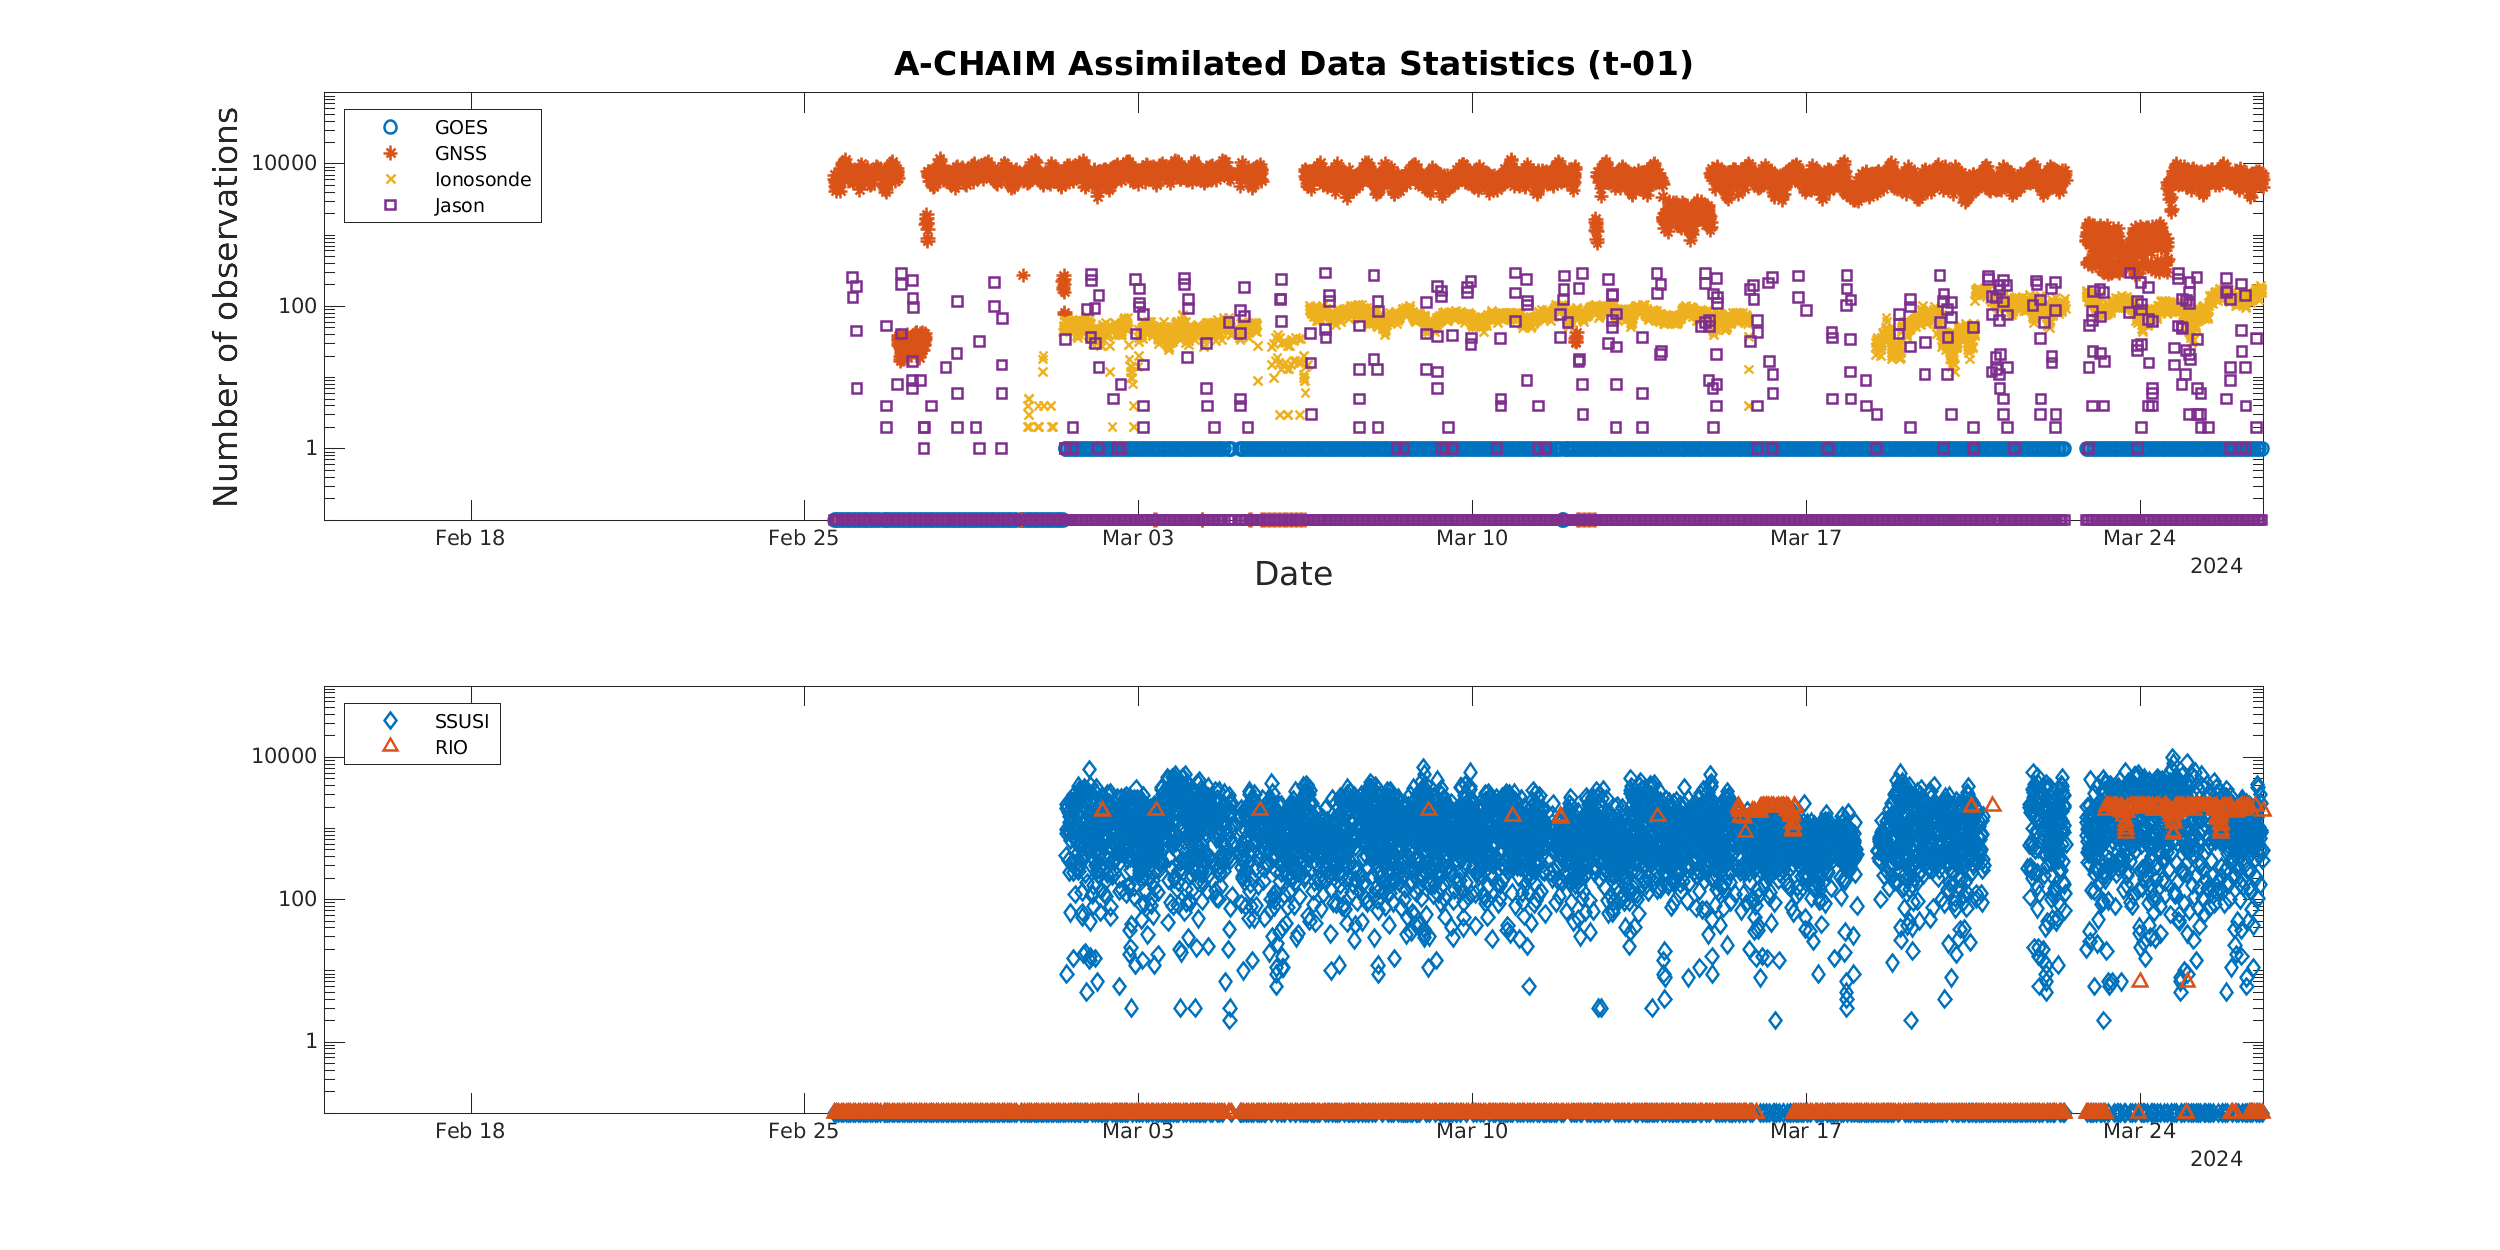 A-CHAIM Assimilated Data Statistics (t-01)
Number of observations
10000
100
1
GOES
GNSS
Ionosonde
Jason
Feb 18
Feb 25
Mar 03
Mar 10
Mar 17
Mar 24
2024
Date
10000
100
1
SSUSI
RIO
Feb 18
Feb 25
Mar 03
Mar 10
Mar 17
Mar 24
2024